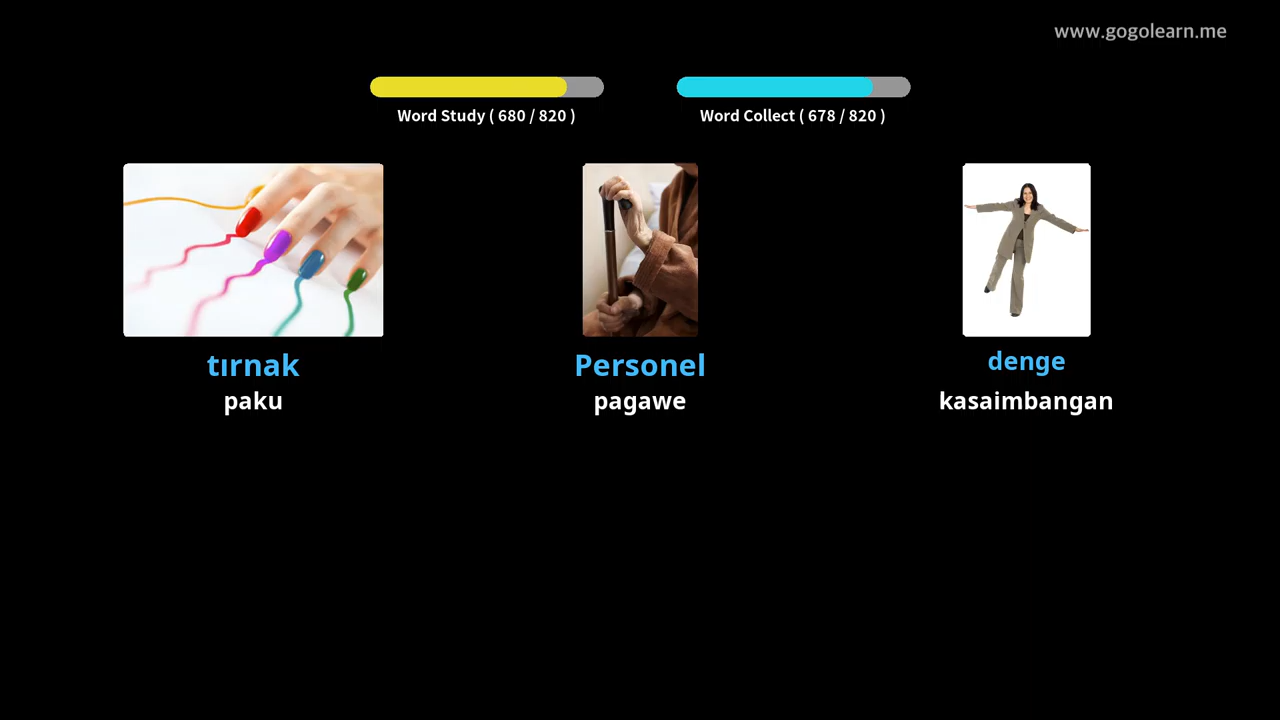 www.gogolearn.me
Word Study ( 680 / 820 )
Word Collect ( 678 / 820 )
tırnak
paku
Personel
pagawe
denge
kasaimbangan